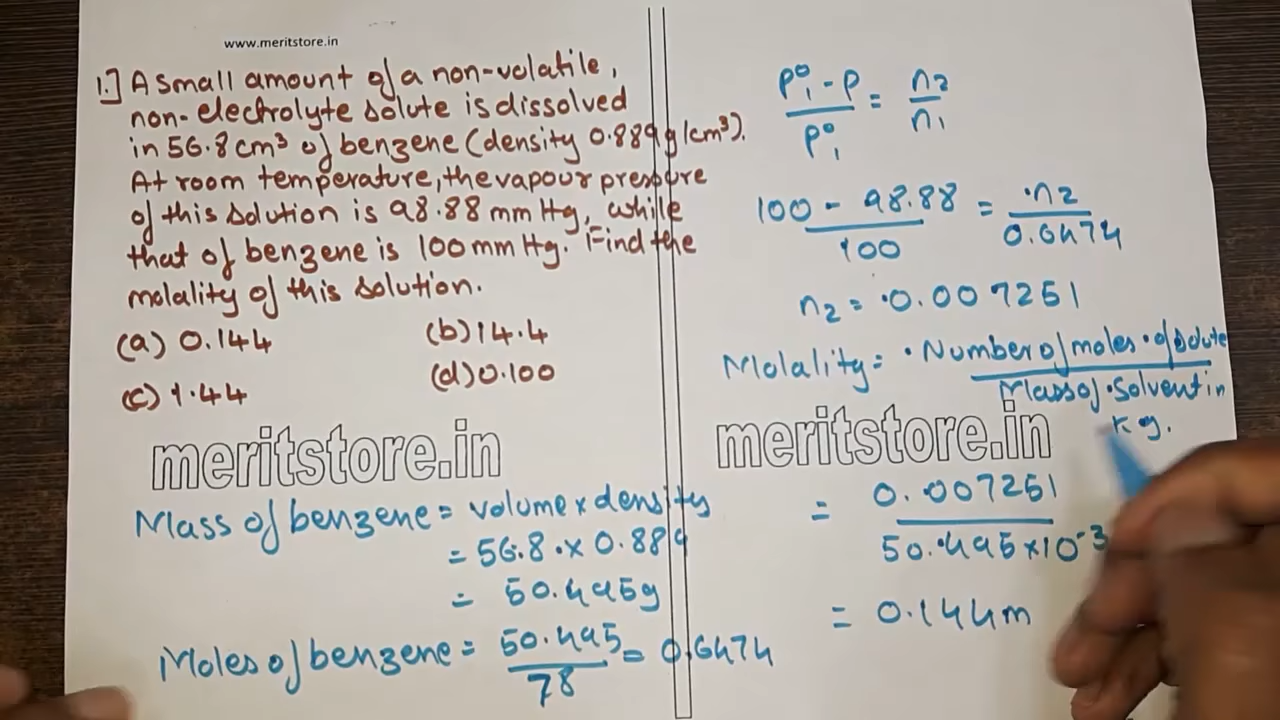 www.meritstore.in
1.] A small amount of a non-volatile,
non-electrolyte solute is dissolved
in 56.8 cm³ of benzene (density 0.889 g/cm³).
At room temperature, the vapour pressure
of this solution is 98.88 mm Hg, while
that of benzene is 100 mm Hg. Find the
molality of this solution.
(a) 0.144 (b) 14.4
(c) 1.44 (d) 0.100
meritstore.in
Mass of benzene = volume x density
= 56.8 x 0.889
= 50.495g
Moles of benzene = 50.495/78 = 0.6474
(P₁⁰ - P)/P₁⁰ = n₂/n₁
(100 - 98.88)/100 = n₂/0.6474
n₂ = 0.007251
Molality = Number of moles of solute
Mass of solvent in
kg.
meritstore.in
= 0.007251
50.495 x 10⁻³
= 0.144m